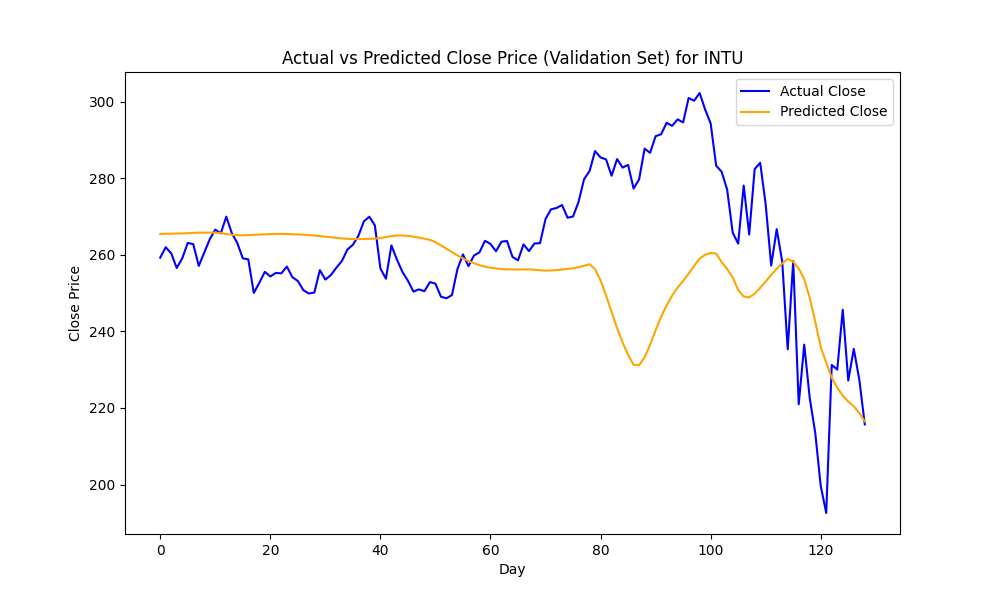 Actual vs Predicted Close Price (Validation Set) for INTU
Actual Close
Predicted Close
Close Price
300
280
260
240
220
200
0 20 40 60 80 100 120
Day